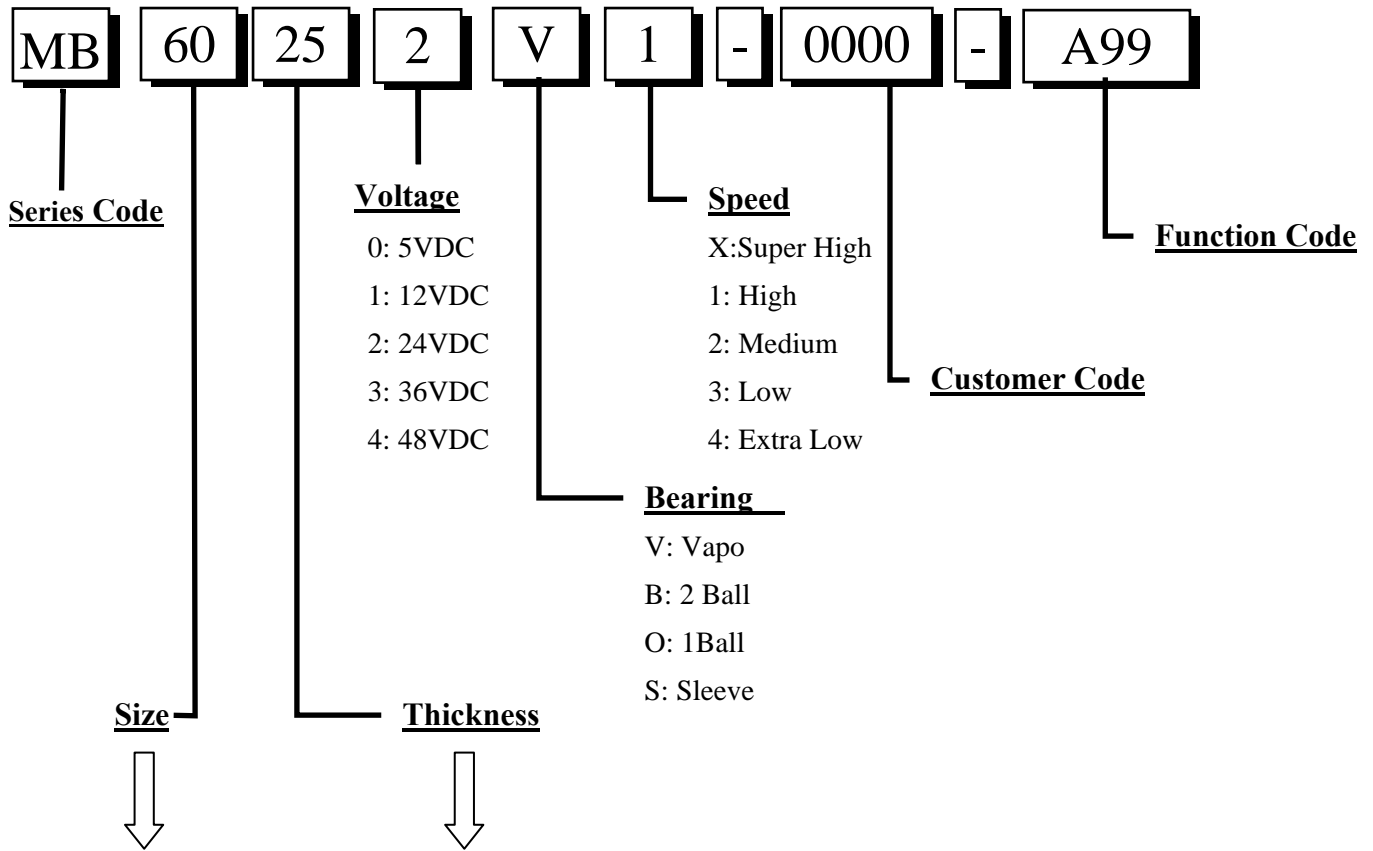 MB 60 25 2 V 1 - 0000 - A99
Series Code
Voltage
0: 5VDC
1: 12VDC
2: 24VDC
3: 36VDC
4: 48VDC
Speed
X:Super High
1: High
2: Medium
3: Low
4: Extra Low
Function Code
Customer Code
Bearing
V: Vapo
B: 2 Ball
O: 1Ball
S: Sleeve
Size
Thickness